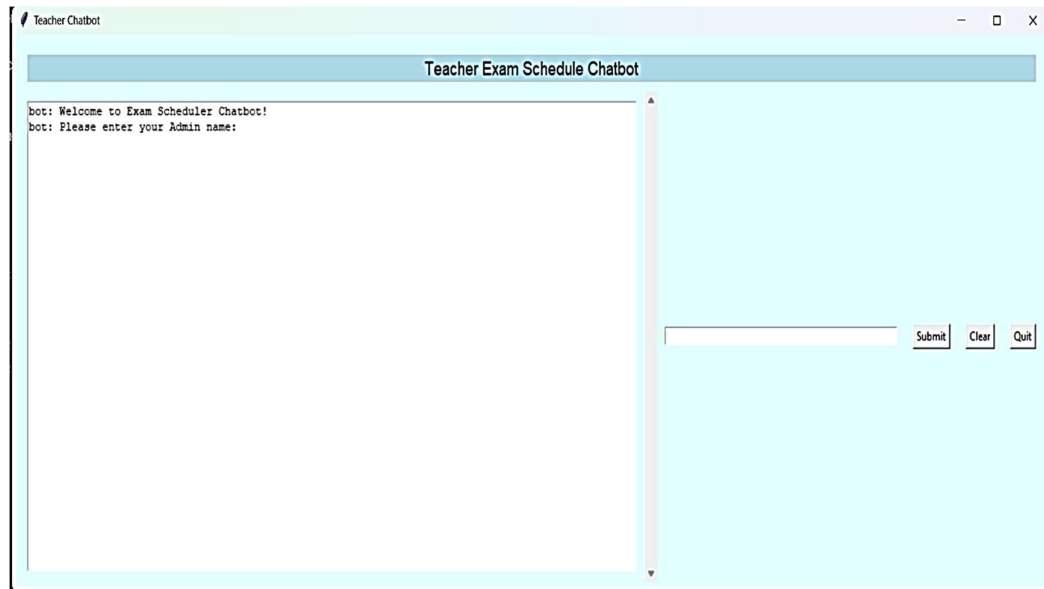 Teacher Chatbot
Teacher Exam Schedule Chatbot
bot: Welcome to Exam Scheduler Chatbot!
bot: Please enter your Admin name:
Submit Clear Quit